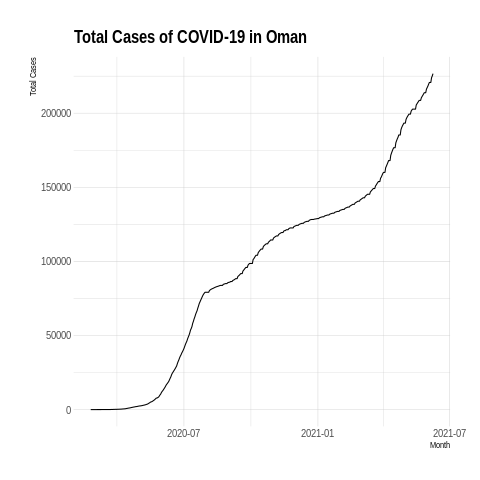 Total Cases of COVID-19 in Oman
Total Cases
200000
150000
100000
50000
0
2020-07 2021-01 2021-07
Month